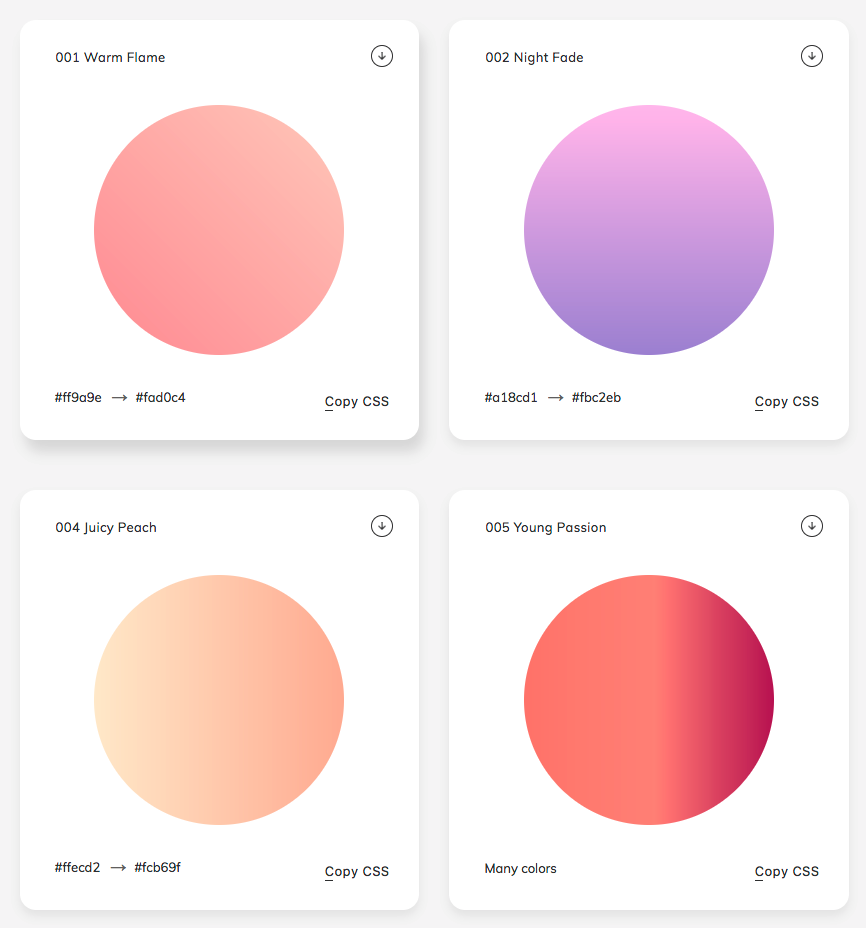 001 Warm Flame
002 Night Fade
#ff9a9e → #fad0c4
Copy CSS
#a18cd1 → #fbc2eb
Copy CSS
004 Juicy Peach
005 Young Passion
#ffecd2 → #fcb69f
Copy CSS
Many colors
Copy CSS